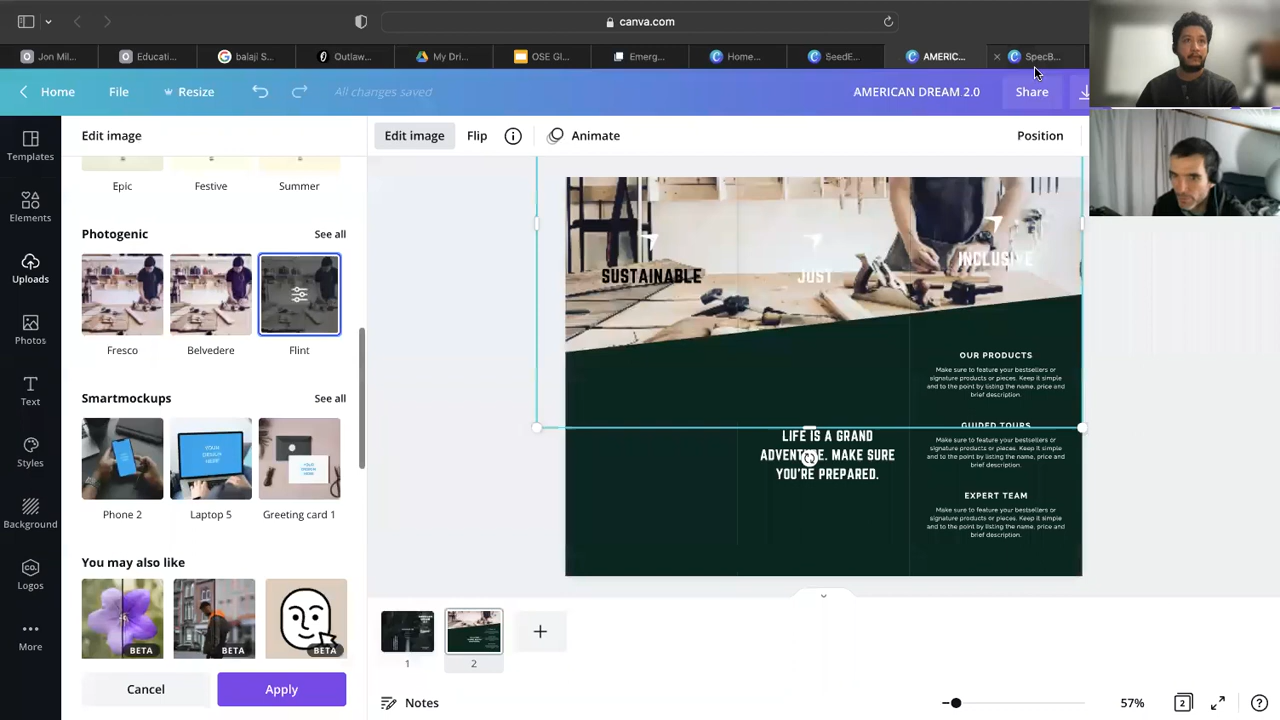 canva.com
Jon Mil...
Educati...
balaji S...
Outlaw...
My Dri...
OSE Gl...
Emerg...
Home...
SeedE...
AMERIC...
SpecB...
Home
File
Resize
All changes saved
AMERICAN DREAM 2.0
Share
Templates
Elements
Uploads
Photos
Text
Styles
Background
Logos
More
Edit image
Epic
Festive
Summer
Photogenic
See all
Fresco
Belvedere
Flint
Smartmockups
See all
YOUR
DESIGN
HERE
Phone 2
Laptop 5
Greeting card 1
You may also like
BETA
BETA
BETA
Cancel
Apply
Edit image
Flip
Animate
Position
SUSTAINABLE
JUST
INCLUSIVE
OUR PRODUCTS
Make sure to feature your bestsellers or
signature products or pieces. Keep it simple
and to the point by listing the name, price and
brief description.
GUIDED TOURS
Make sure to feature your bestsellers or
signature products or pieces. Keep it simple
and to the point by listing the name, price and
brief description.
EXPERT TEAM
Make sure to feature your bestsellers or
signature products or pieces. Keep it simple
and to the point by listing the name, price and
brief description.
LIFE IS A GRAND
ADVENTURE. MAKE SURE
YOU'RE PREPARED.
1
2
Notes
57%
2